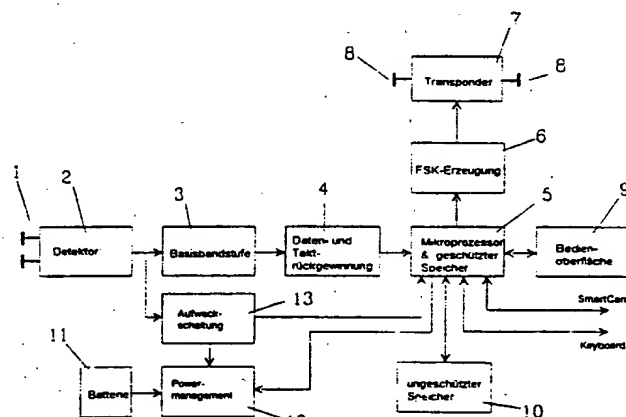 7
8
Transponder
8
6
FSK-Erzeugung
1
2
3
4
5
9
Detektor
Basisbandstufe
Daten- und
Takt-
rückgewinnung
Mikroprozessor
& geschützter
Speicher
Bedien-
oberfläche
13
Aufweck-
schaltung
SmartCard
Keyboard
11
Batterie
Power-
management
ungeschützter
Speicher
10